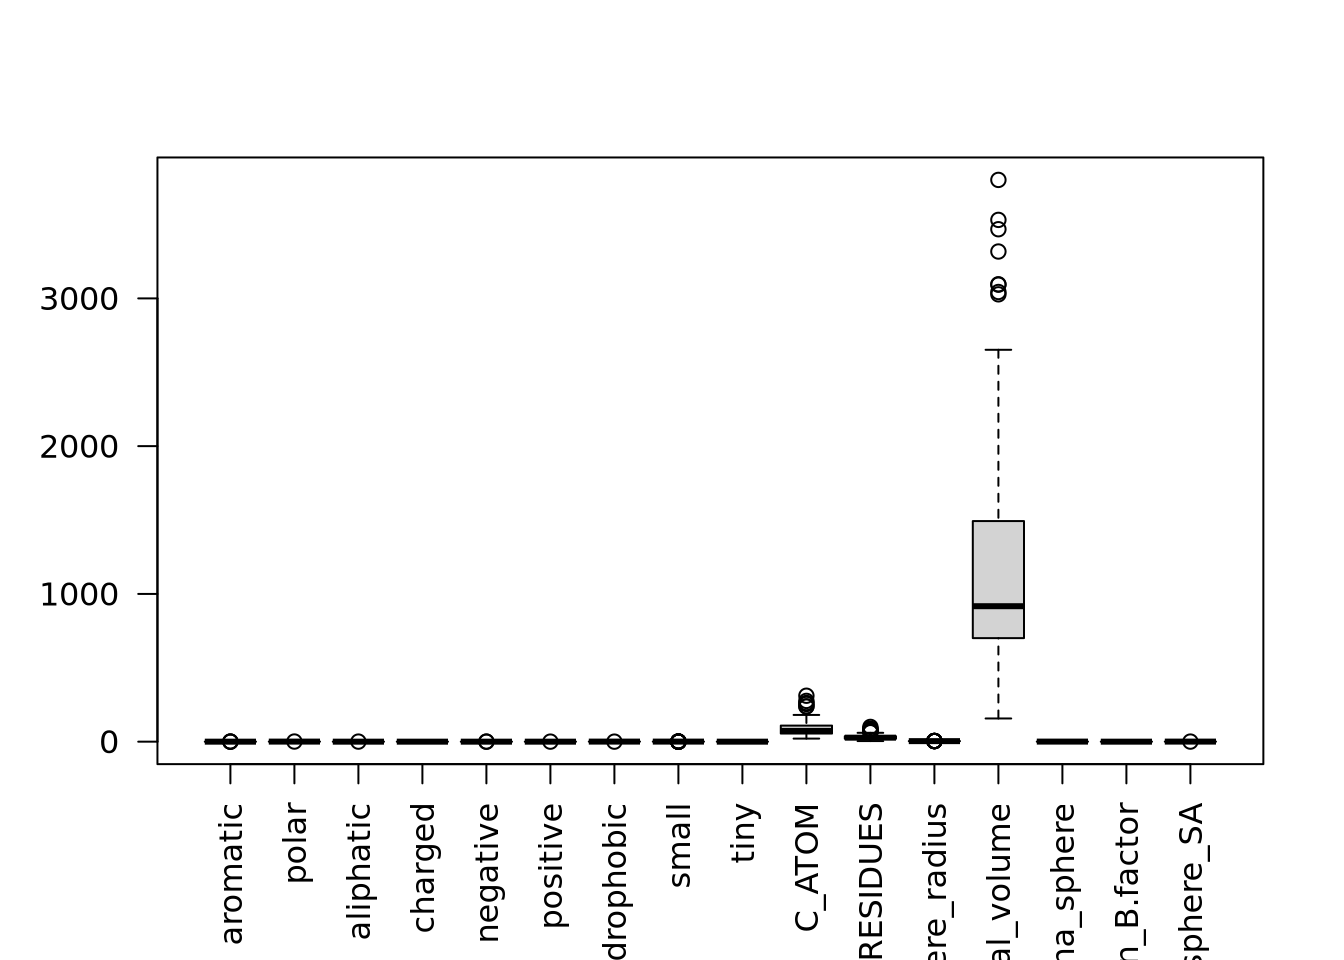 3000
2000
1000
0
aromatic
polar
aliphatic
charged
negative
positive
drophobic
small
tiny
C_ATOM
RESIDUES
ere_radius
al_volume
na_sphere
n_B.factor
sphere_SA